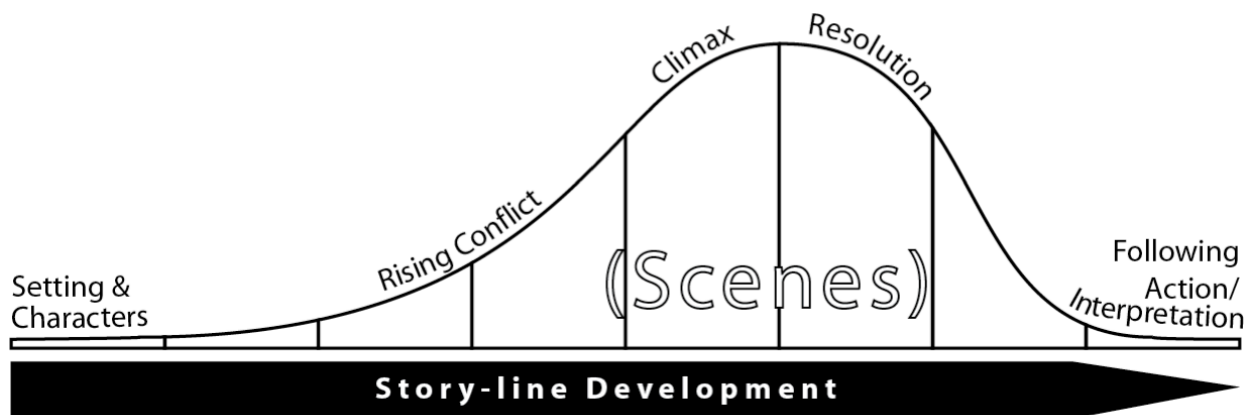 Setting &
Characters
Rising Conflict
Climax
Resolution
(Scenes)
Following
Action/
Interpretation
Story-line Development